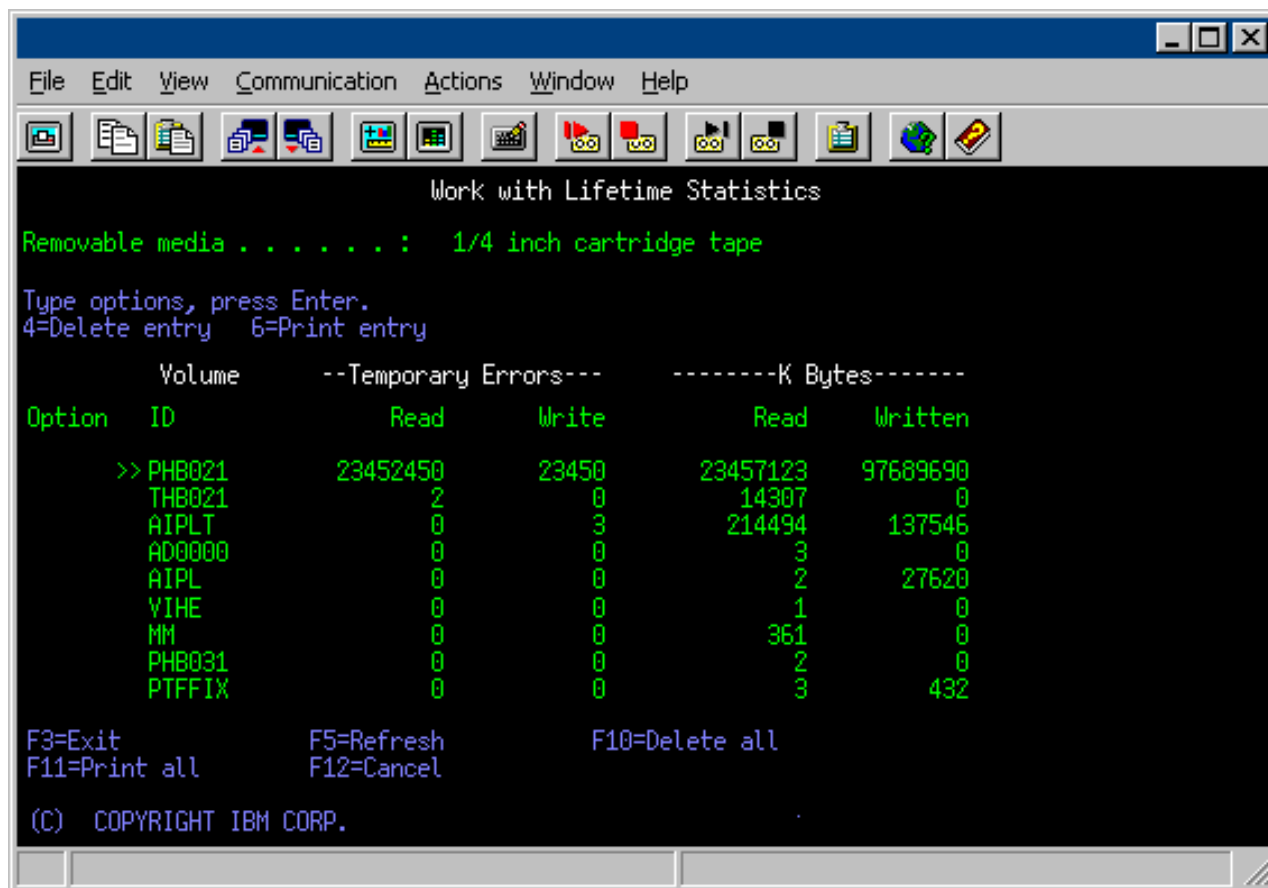 File Edit View Communication Actions Window Help
Work with Lifetime Statistics
Removable media . . . . . . : 1/4 inch cartridge tape
Type options, press Enter.
4=Delete entry 6=Print entry
Volume --Temporary Errors--- --------K Bytes-------
Option ID Read Write Read Written
>> PHB021 23452450 23450 23457123 97689690
THB021 2 0 14307 0
AIPLT 0 3 214494 137546
AD0000 0 0 3 0
AIPL 0 0 2 27620
VIHE 0 0 1 0
MM 0 0 361 0
PHB031 0 0 2 0
PTFFIX 0 0 3 432
F3=Exit F5=Refresh F10=Delete all
F11=Print all F12=Cancel
(C) COPYRIGHT IBM CORP.